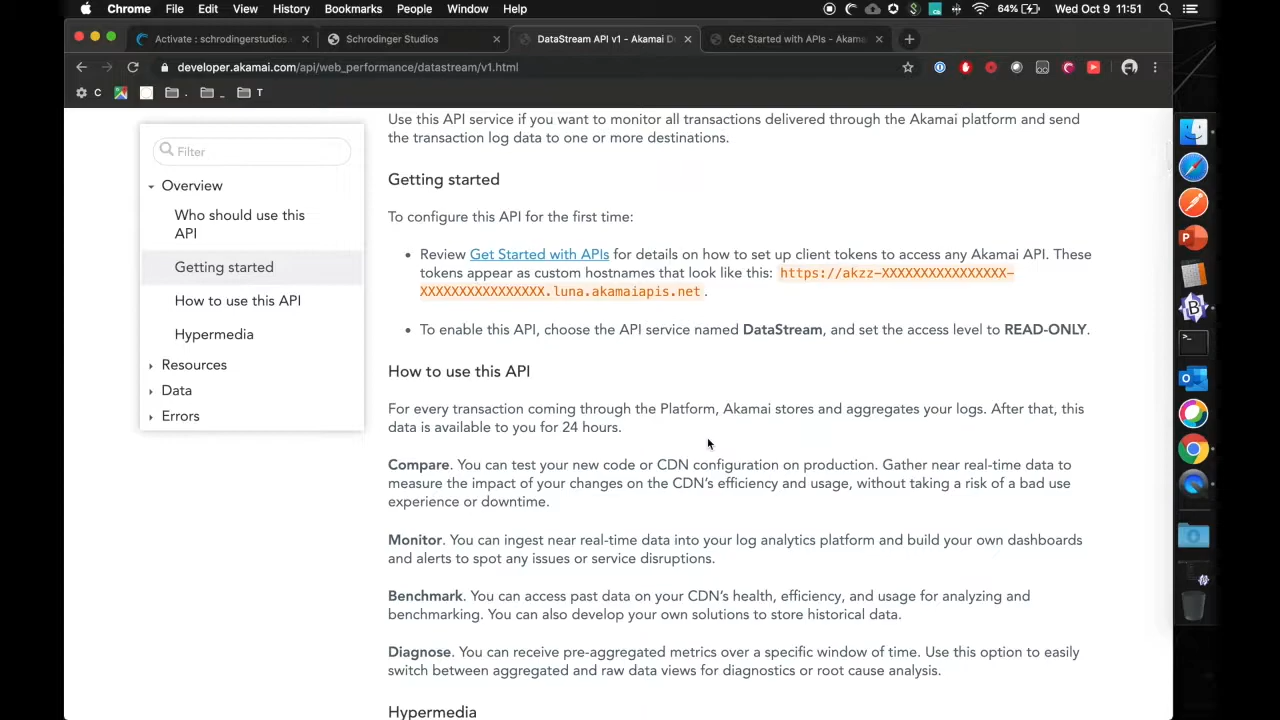 Chrome File Edit View History Bookmarks People Window Help 64% Wed Oct 9 11:51
Activate : schrodingerstudios. Schrodinger Studios DataStream API v1 - Akamai D Get Started with APIs - Akama
developer.akamai.com/api/web_performance/datastream/v1.html
C . _ T
Filter
Overview
Who should use this
API
Getting started
How to use this API
Hypermedia
Resources
Data
Errors
Use this API service if you want to monitor all transactions delivered through the Akamai platform and send
the transaction log data to one or more destinations.
Getting started
To configure this API for the first time:
• Review Get Started with APIs for details on how to set up client tokens to access any Akamai API. These
tokens appear as custom hostnames that look like this: https://akzz-XXXXXXXXXXXXXXXX-
XXXXXXXXXXXXXXXX.luna.akamaiapis.net.
• To enable this API, choose the API service named DataStream, and set the access level to READ-ONLY.
How to use this API
For every transaction coming through the Platform, Akamai stores and aggregates your logs. After that, this
data is available to you for 24 hours.
Compare. You can test your new code or CDN configuration on production. Gather near real-time data to
measure the impact of your changes on the CDN's efficiency and usage, without taking a risk of a bad use
experience or downtime.
Monitor. You can ingest near real-time data into your log analytics platform and build your own dashboards
and alerts to spot any issues or service disruptions.
Benchmark. You can access past data on your CDN's health, efficiency, and usage for analyzing and
benchmarking. You can also develop your own solutions to store historical data.
Diagnose. You can receive pre-aggregated metrics over a specific window of time. Use this option to easily
switch between aggregated and raw data views for diagnostics or root cause analysis.
Hypermedia